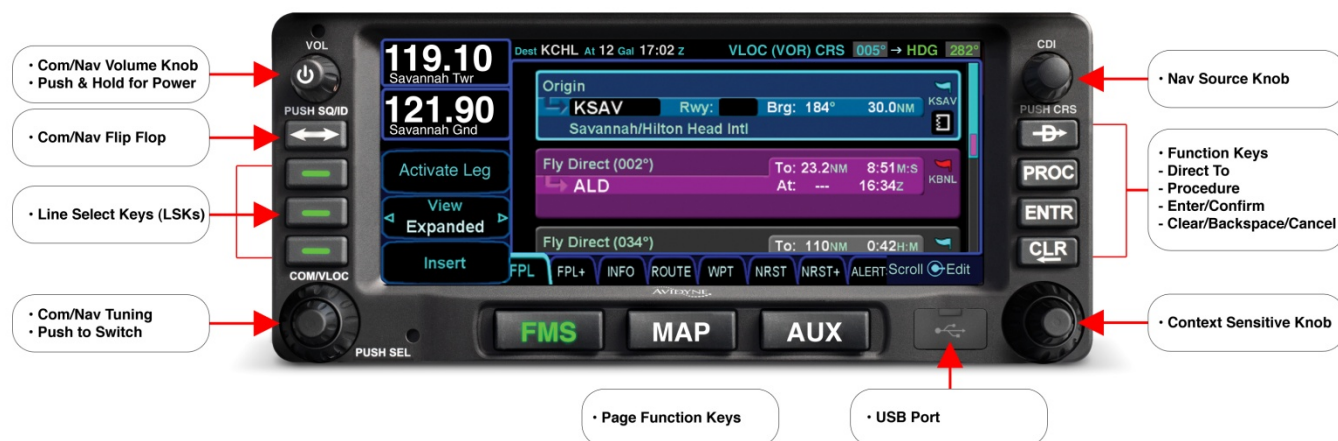 · Com/Nav Volume Knob
· Push & Hold for Power
· Com/Nav Flip Flop
· Line Select Keys (LSKs)
· Com/Nav Tuning
· Push to Switch
VOL
PUSH SQ/ID
COM/VLOC
PUSH SEL
119.10
Savannah Twr
121.90
Savannah Gnd
Activate Leg
View
Expanded
Insert
Dest KCHL At 12 Gal 17:02 Z VLOC (VOR) CRS 005° → HDG 282°
Origin
KSAV Rwy: Brg: 184° 30.0NM
KSAV
Savannah/Hilton Head Intl
Fly Direct (002°) To: 23.2NM 8:51M:S
KBNL
ALD At: --- 16:34Z
Fly Direct (034°) To: 110NM 0:42H:M
FPL FPL+ INFO ROUTE WPT NRST NRST+ ALERT Scroll Edit
AVIDYNE
FMS MAP AUX
CDI
PUSH CRS
D
PROC
ENTR
CLR
· Nav Source Knob
· Function Keys
- Direct To
- Procedure
- Enter/Confirm
- Clear/Backspace/Cancel
· Context Sensitive Knob
· Page Function Keys
· USB Port